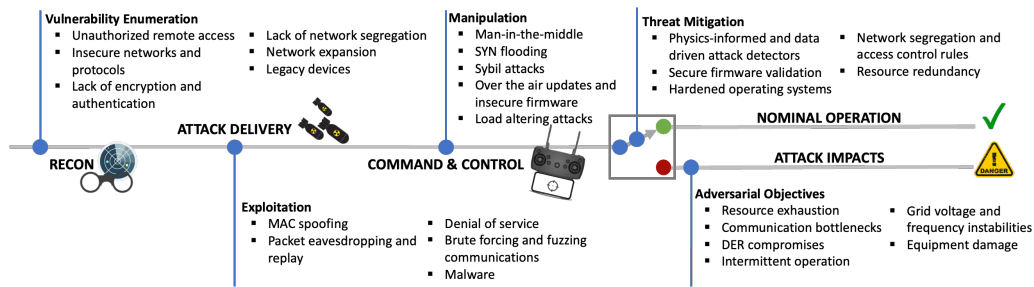 Vulnerability Enumeration
▪ Unauthorized remote access
▪ Insecure networks and
protocols
▪ Lack of encryption and
authentication
▪ Lack of network segregation
▪ Network expansion
▪ Legacy devices
Manipulation
▪ Man-in-the-middle
▪ SYN flooding
▪ Sybil attacks
▪ Over the air updates and
insecure firmware
▪ Load altering attacks
Threat Mitigation
▪ Physics-informed and data
driven attack detectors
▪ Secure firmware validation
▪ Hardened operating systems
▪ Network segregation and
access control rules
▪ Resource redundancy
RECON
ATTACK DELIVERY
COMMAND & CONTROL
NOMINAL OPERATION
ATTACK IMPACTS
DANGER
Exploitation
▪ MAC spoofing
▪ Packet eavesdropping and
replay
▪ Denial of service
▪ Brute forcing and fuzzing
communications
▪ Malware
Adversarial Objectives
▪ Resource exhaustion
▪ Communication bottlenecks
▪ DER compromises
▪ Intermittent operation
▪ Grid voltage and
frequency instabilities
▪ Equipment damage